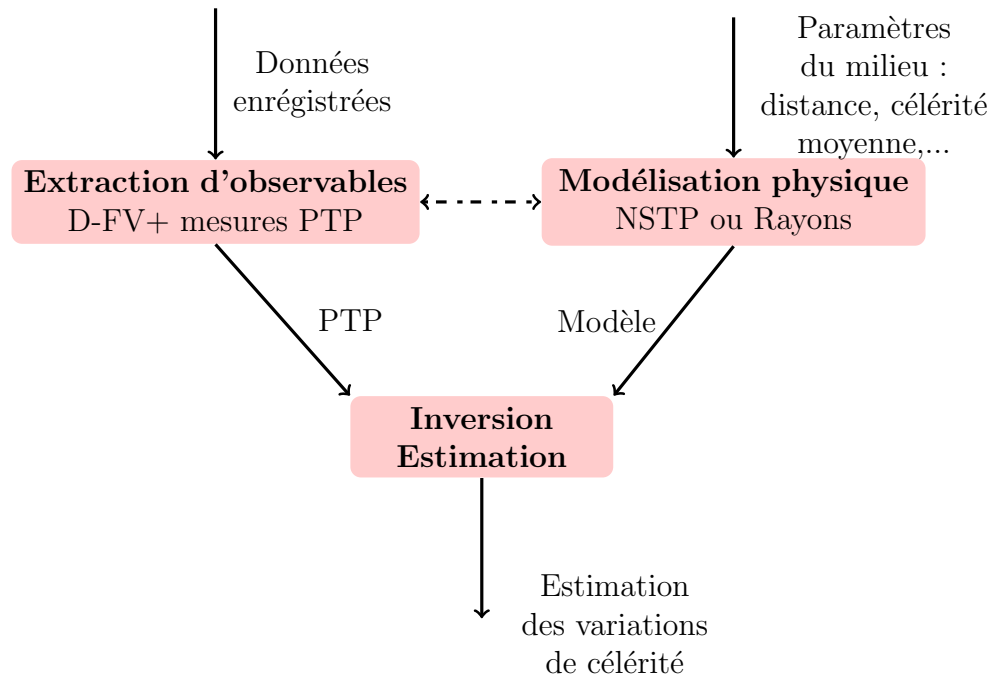 Données
enrégistrées
Paramètres
du milieu :
distance, célérité
moyenne,...
Extraction d'observables
D-FV+ mesures PTP
Modélisation physique
NSTP ou Rayons
PTP
Modèle
Inversion
Estimation
Estimation
des variations
de célérité